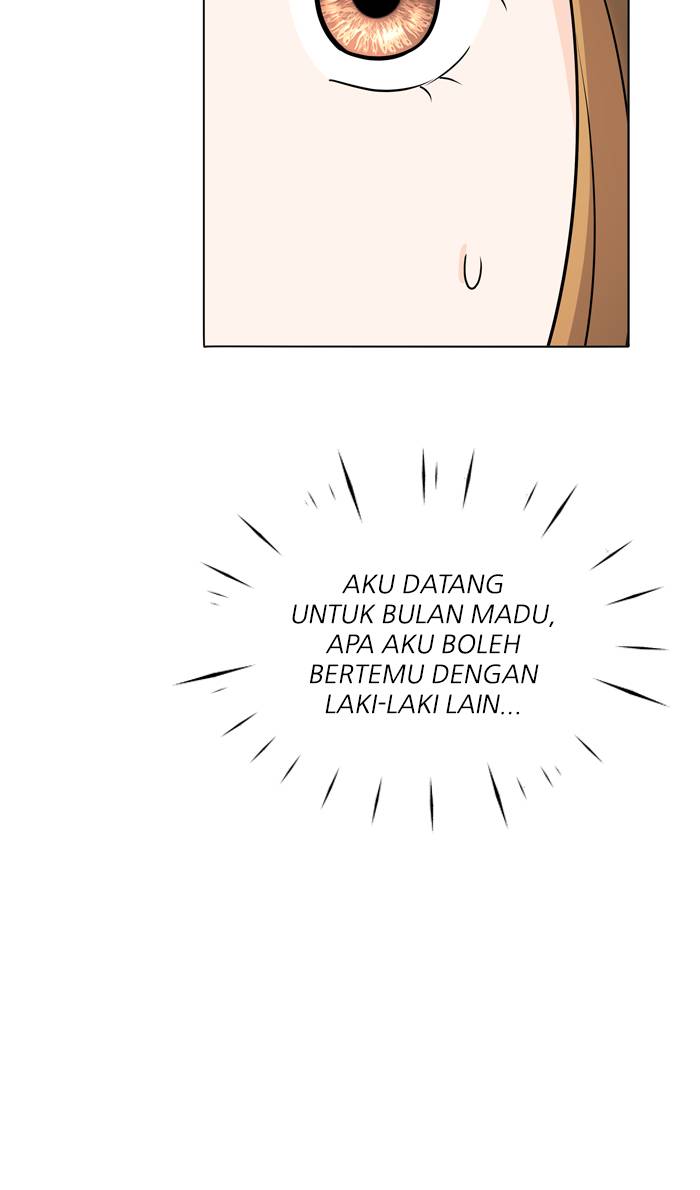 AKU DATANG
UNTUK BULAN MADU,
APA AKU BOLEH
BERTEMU DENGAN
LAKI-LAKI LAIN...